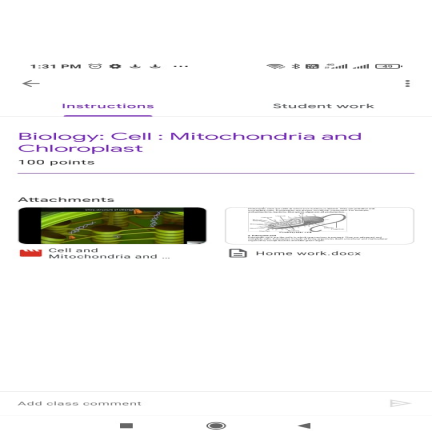 1:31 PM
Instructions
Student work
Biology: Cell : Mitochondria and
Chloroplast
100 points
Attachments
Cell and
Mitochondria and ...
Home work.docx
Add class comment